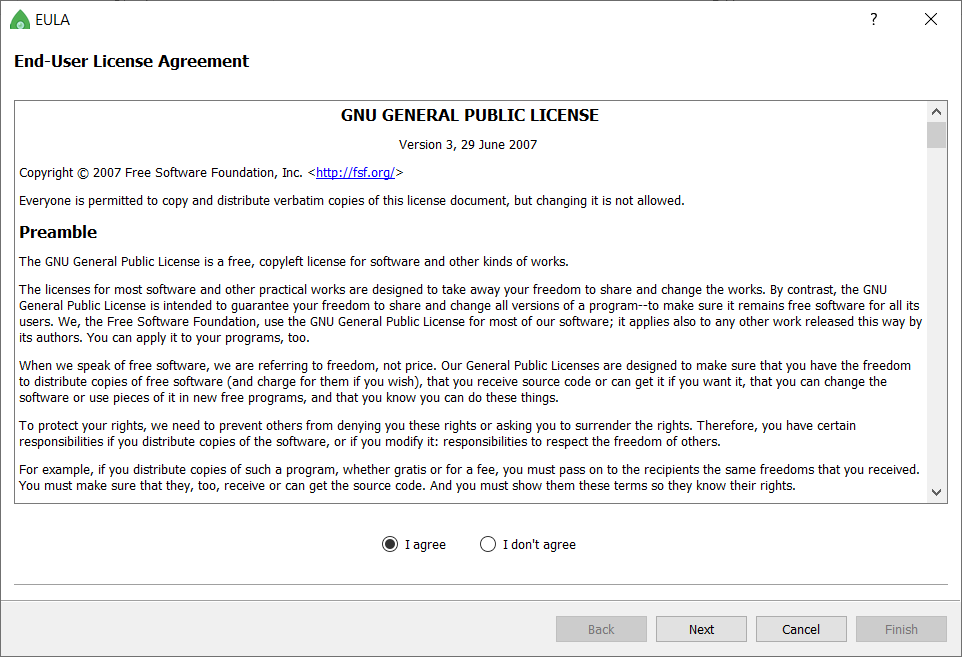 EULA
?
End-User License Agreement
GNU GENERAL PUBLIC LICENSE
Version 3, 29 June 2007
Copyright © 2007 Free Software Foundation, Inc. <http://fsf.org/>
Everyone is permitted to copy and distribute verbatim copies of this license document, but changing it is not allowed.
Preamble
The GNU General Public License is a free, copyleft license for software and other kinds of works.
The licenses for most software and other practical works are designed to take away your freedom to share and change the works. By contrast, the GNU
General Public License is intended to guarantee your freedom to share and change all versions of a program--to make sure it remains free software for all its
users. We, the Free Software Foundation, use the GNU General Public License for most of our software; it applies also to any other work released this way by
its authors. You can apply it to your programs, too.
When we speak of free software, we are referring to freedom, not price. Our General Public Licenses are designed to make sure that you have the freedom
to distribute copies of free software (and charge for them if you wish), that you receive source code or can get it if you want it, that you can change the
software or use pieces of it in new free programs, and that you know you can do these things.
To protect your rights, we need to prevent others from denying you these rights or asking you to surrender the rights. Therefore, you have certain
responsibilities if you distribute copies of the software, or if you modify it: responsibilities to respect the freedom of others.
For example, if you distribute copies of such a program, whether gratis or for a fee, you must pass on to the recipients the same freedoms that you received.
You must make sure that they, too, receive or can get the source code. And you must show them these terms so they know their rights.
I agree
I don't agree
Back
Next
Cancel
Finish